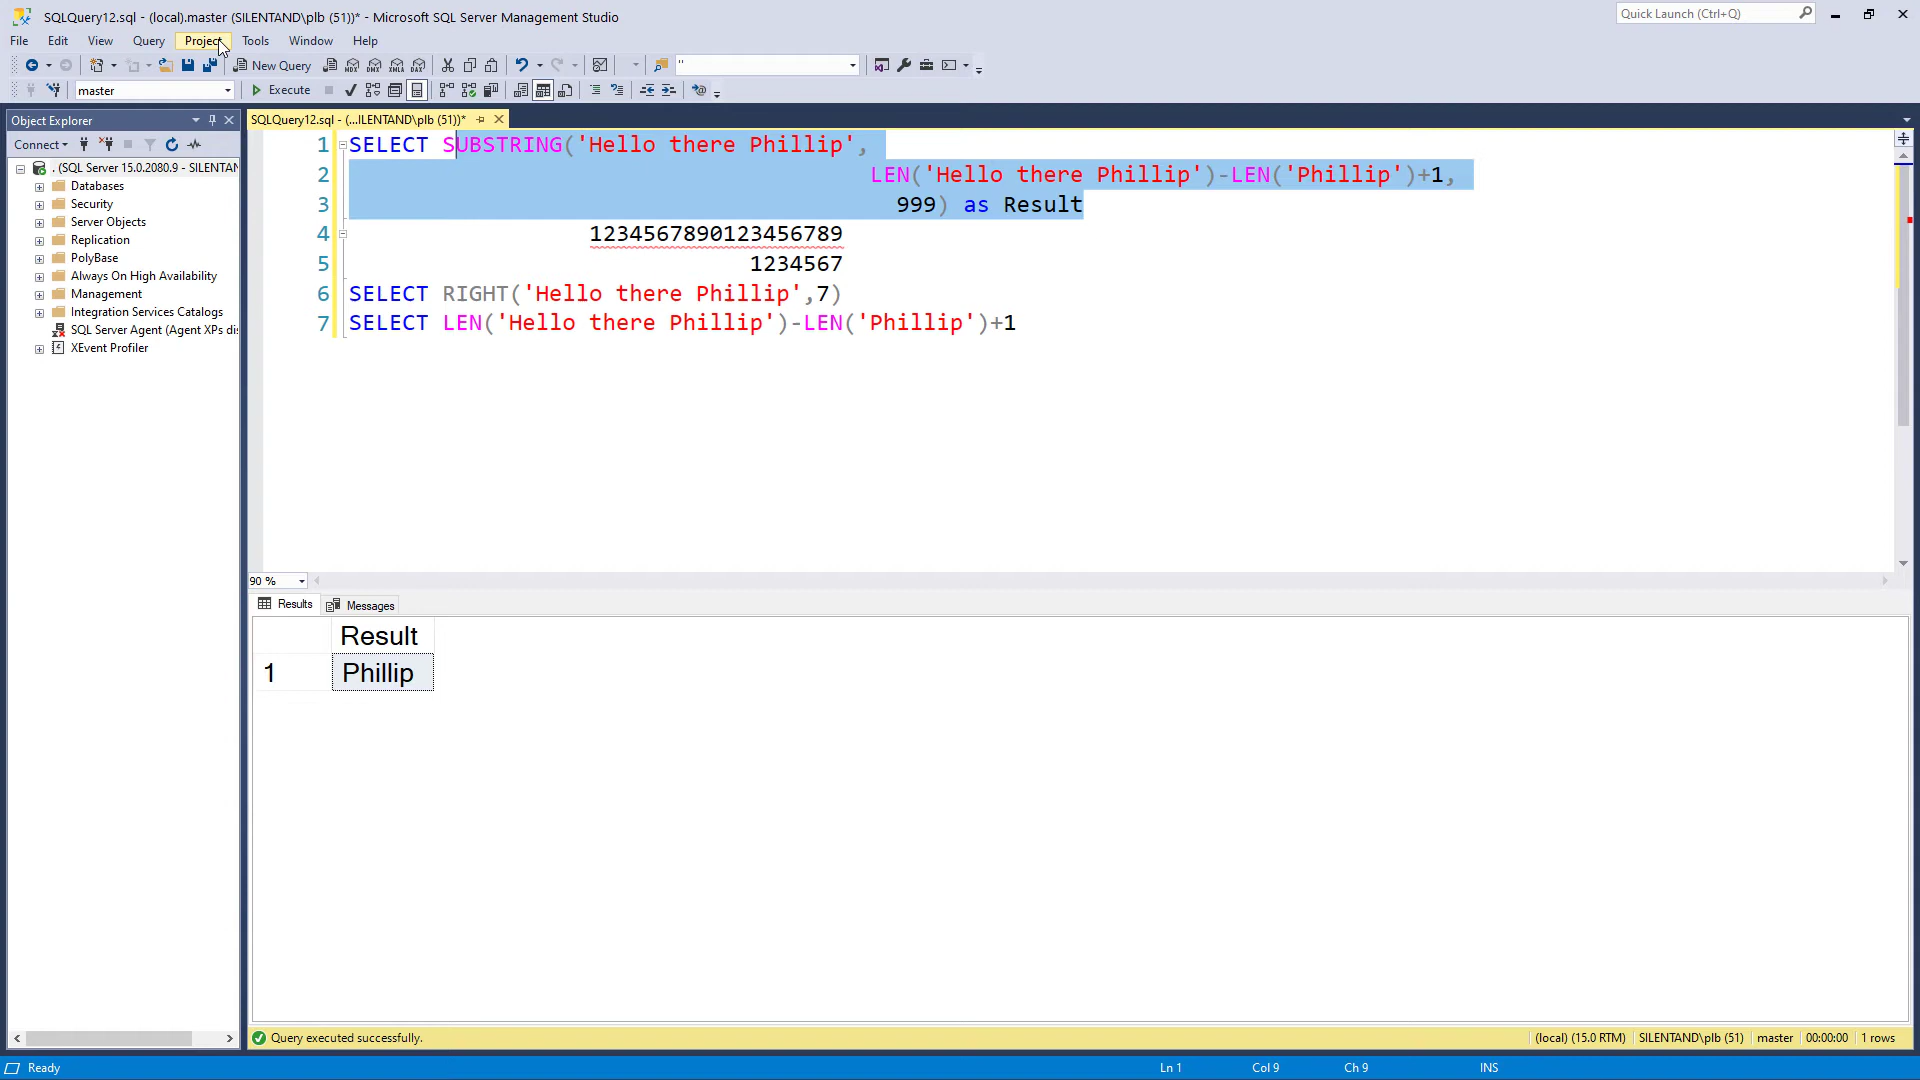 SQLQuery12.sql - (local).master (SILENTAND\plb (51))* - Microsoft SQL Server Management Studio
Quick Launch (Ctrl+Q)
File Edit View Query Project Tools Window Help
New Query
''
master
Execute
Object Explorer
SQLQuery12.sql - (...ILENTAND\plb (51))*
Connect
. (SQL Server 15.0.2080.9 - SILENTAN
Databases
Security
Server Objects
Replication
PolyBase
Always On High Availability
Management
Integration Services Catalogs
SQL Server Agent (Agent XPs di
XEvent Profiler
1 SELECT SUBSTRING('Hello there Phillip',
2 LEN('Hello there Phillip')-LEN('Phillip')+1,
3 999) as Result
4 1234567890123456789
5 1234567
6 SELECT RIGHT('Hello there Phillip',7)
7 SELECT LEN('Hello there Phillip')-LEN('Phillip')+1
90 %
Results Messages
Result
1 Phillip
Query executed successfully.
(local) (15.0 RTM) SILENTAND\plb (51) master 00:00:00 1 rows
Ready
Ln 1 Col 9 Ch 9 INS